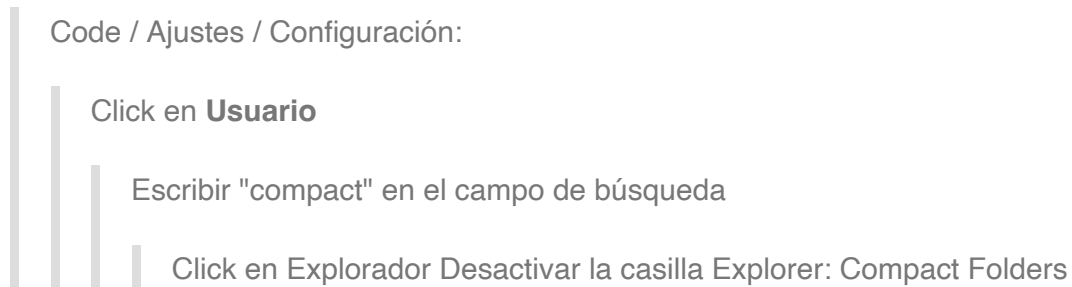 Code / Ajustes / Configuración:
Click en Usuario
Escribir "compact" en el campo de búsqueda
Click en Explorador Desactivar la casilla Explorer: Compact Folders